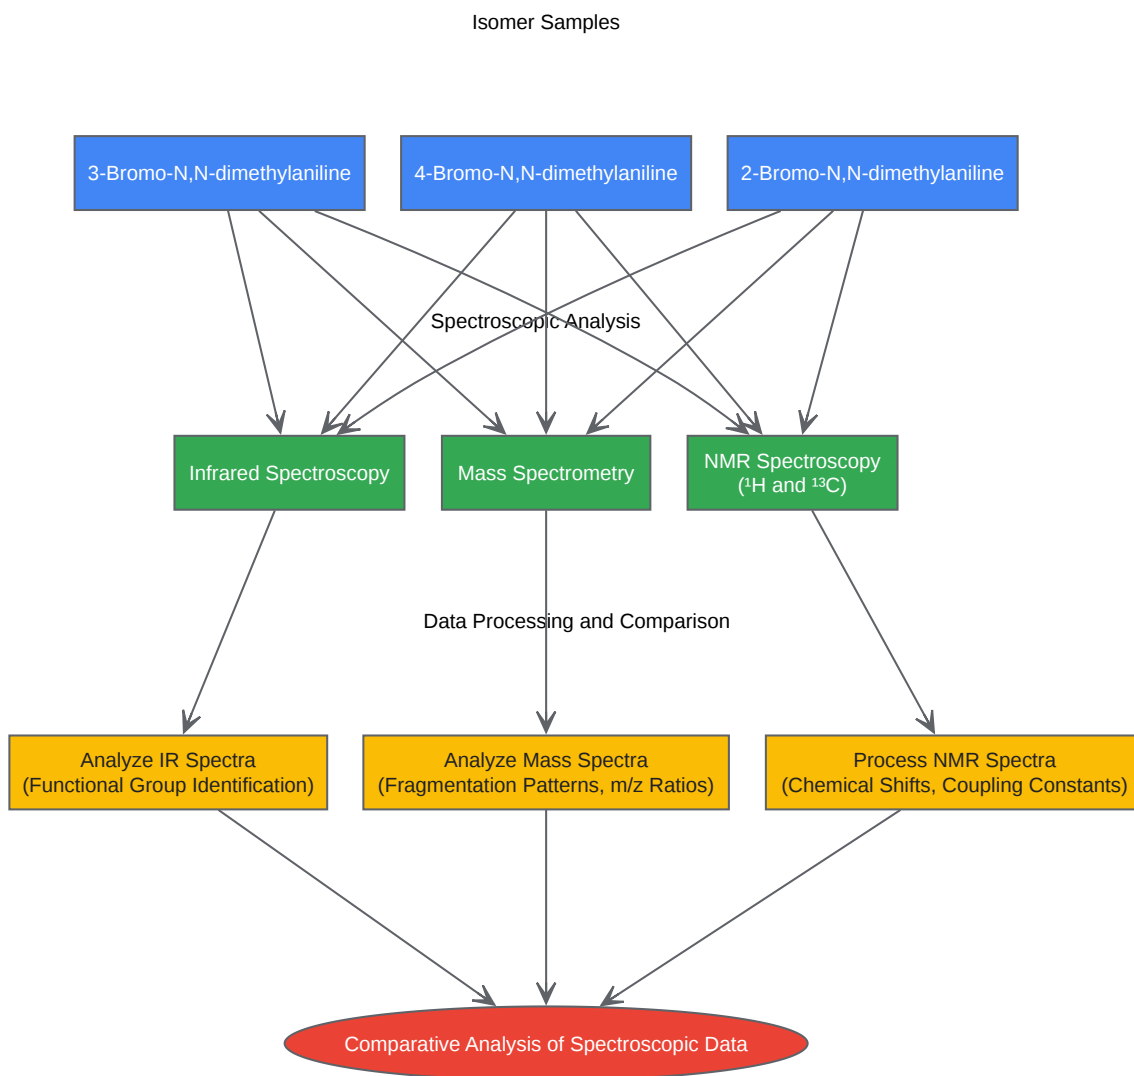 Isomer Samples
3-Bromo-N,N-dimethylaniline
4-Bromo-N,N-dimethylaniline
2-Bromo-N,N-dimethylaniline
Spectroscopic Analysis
Infrared Spectroscopy
Mass Spectrometry
NMR Spectroscopy
(¹H and ¹³C)
Data Processing and Comparison
Analyze IR Spectra
(Functional Group Identification)
Analyze Mass Spectra
(Fragmentation Patterns, m/z Ratios)
Process NMR Spectra
(Chemical Shifts, Coupling Constants)
Comparative Analysis of Spectroscopic Data